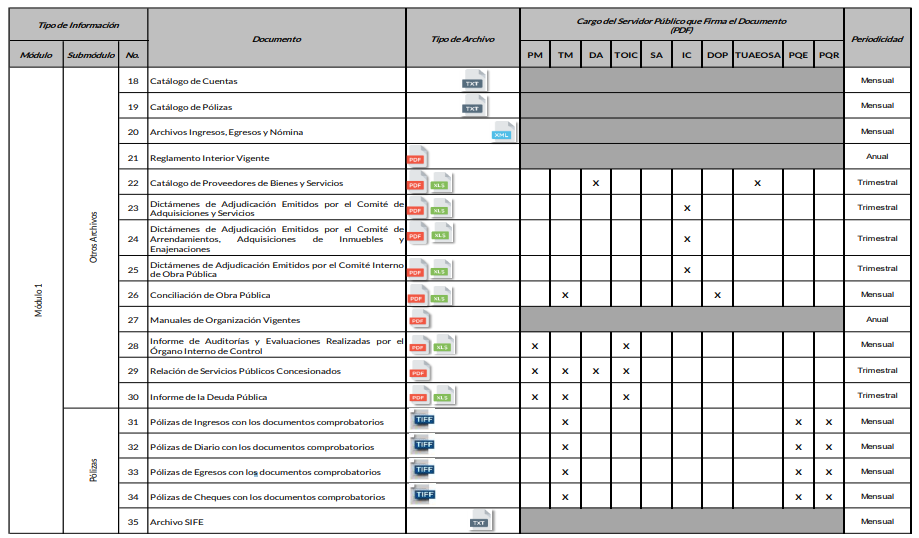 Tipo de Información Documento Tipo de Archivo Cargo del Servidor Público que Firma el Documento
(PDF) Periodicidad
Módulo Submódulo No. PM TM DA TOIC SA IC DOP TUAEOSA PQE PQR
Módulo 1
Otros Archivos
18 Catálogo de Cuentas TXT Mensual
19 Catálogo de Pólizas TXT Mensual
20 Archivos Ingresos, Egresos y Nómina XML Mensual
21 Reglamento Interior Vigente PDF Anual
22 Catálogo de Proveedores de Bienes y Servicios PDF XLS X X Trimestral
23 Dictámenes de Adjudicación Emitidos por el Comité de
Adquisiciones y Servicios PDF XLS X Trimestral
24 Dictámenes de Adjudicación Emitidos por el Comité de
Arrendamientos, Adquisiciones de Inmuebles y
Enajenaciones PDF XLS X Trimestral
25 Dictámenes de Adjudicación Emitidos por el Comité Interno
de Obra Pública PDF XLS X Trimestral
26 Conciliación de Obra Pública PDF XLS X X Mensual
27 Manuales de Organización Vigentes PDF Anual
28 Informe de Auditorías y Evaluaciones Realizadas por el
Órgano Interno de Control PDF XLS X X Mensual
29 Relación de Servicios Públicos Concesionados PDF X X X X Trimestral
30 Informe de la Deuda Pública PDF XLS X X X Trimestral
Pólizas
31 Pólizas de Ingresos con los documentos comprobatorios TIFF X X X Mensual
32 Pólizas de Diario con los documentos comprobatorios TIFF X X X Mensual
33 Pólizas de Egresos con los documentos comprobatorios TIFF X X X Mensual
34 Pólizas de Cheques con los documentos comprobatorios TIFF X X X Mensual
35 Archivo SIFE TXT Mensual